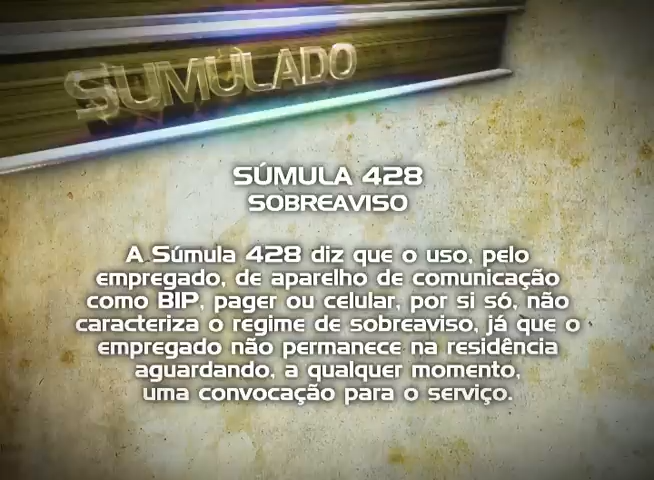 SUMULADO
SÚMULA 428
SOBREAVISO
A Súmula 428 diz que o uso, pelo
empregado, de aparelho de comunicação
como BIP, pager ou celular, por si só, não
caracteriza o regime de sobreaviso, já que o
empregado não permanece na residência
aguardando, a qualquer momento,
uma convocação para o serviço.